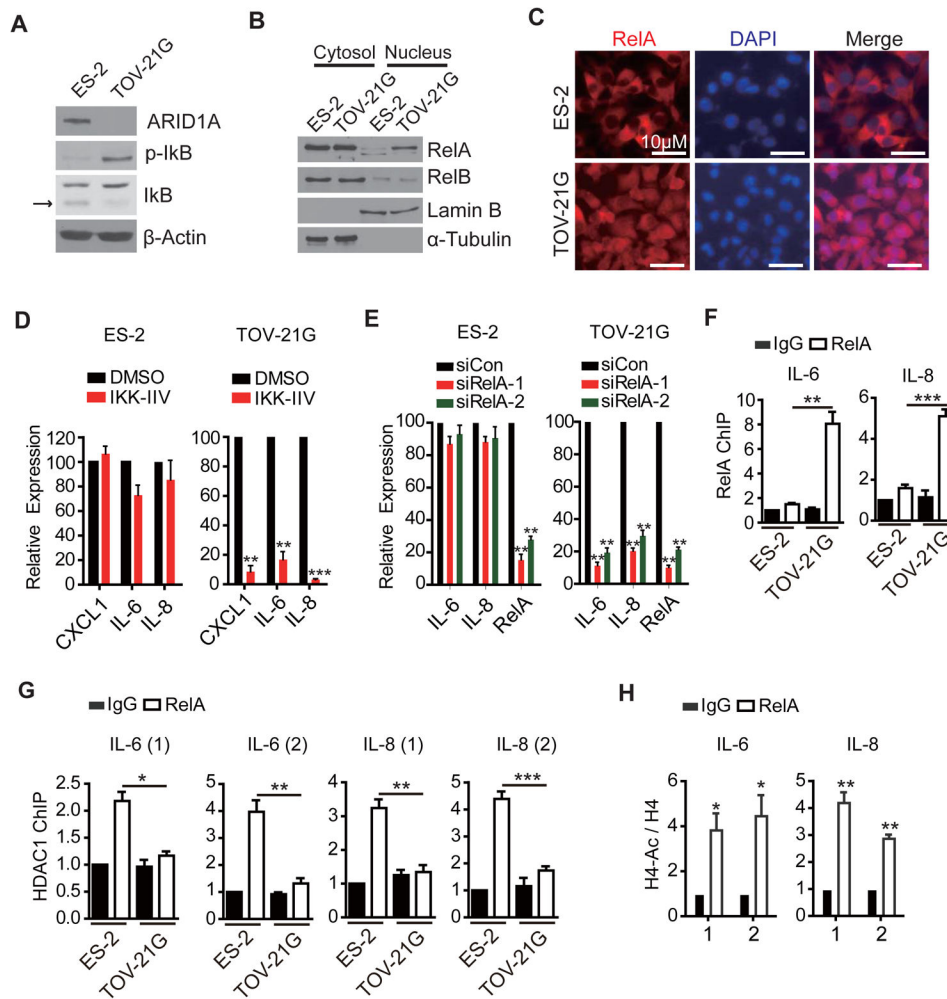 A
ES-2
TOV-21G
ARID1A
p-IkB
IkB
→
β-Actin
B
Cytosol Nucleus
ES-2
TOV-21G
ES-2
TOV-21G
RelA
RelB
Lamin B
α-Tubulin
C
RelA DAPI Merge
ES-2
10µM
TOV-21G
D
ES-2 TOV-21G
DMSO DMSO
IKK-IIV IKK-IIV
Relative Expression
120
100
80
60
40
20
0
CXCL1
IL-6
IL-8
100
80
60
40
20
0
**
**
***
CXCL1
IL-6
IL-8
E
ES-2 TOV-21G
siCon siCon
siRelA-1 siRelA-1
siRelA-2 siRelA-2
Relative Expression
100
80
60
40
20
0
**
**
IL-6
IL-8
RelA
100
80
60
40
20
0
**
**
**
**
**
**
IL-6
IL-8
RelA
F
IgG RelA
IL-6 IL-8
RelA ChIP
10
8
6
4
2
0
**
ES-2
TOV-21G
8
6
4
2
0
***
ES-2
TOV-21G
G
IgG RelA
IL-6 (1) IL-6 (2) IL-8 (1) IL-8 (2)
HDAC1 ChIP
2.5
2.0
1.5
1.0
0.5
0.0
*
ES-2
TOV-21G
5
4
3
2
1
0
**
ES-2
TOV-21G
5
4
3
2
1
0
**
ES-2
TOV-21G
5
4
3
2
1
0
***
ES-2
TOV-21G
H
IgG RelA
IL-6 IL-8
H4-Ac / H4
6
4
2
0
*
*
1 2
5
4
3
2
1
0
**
**
1 2